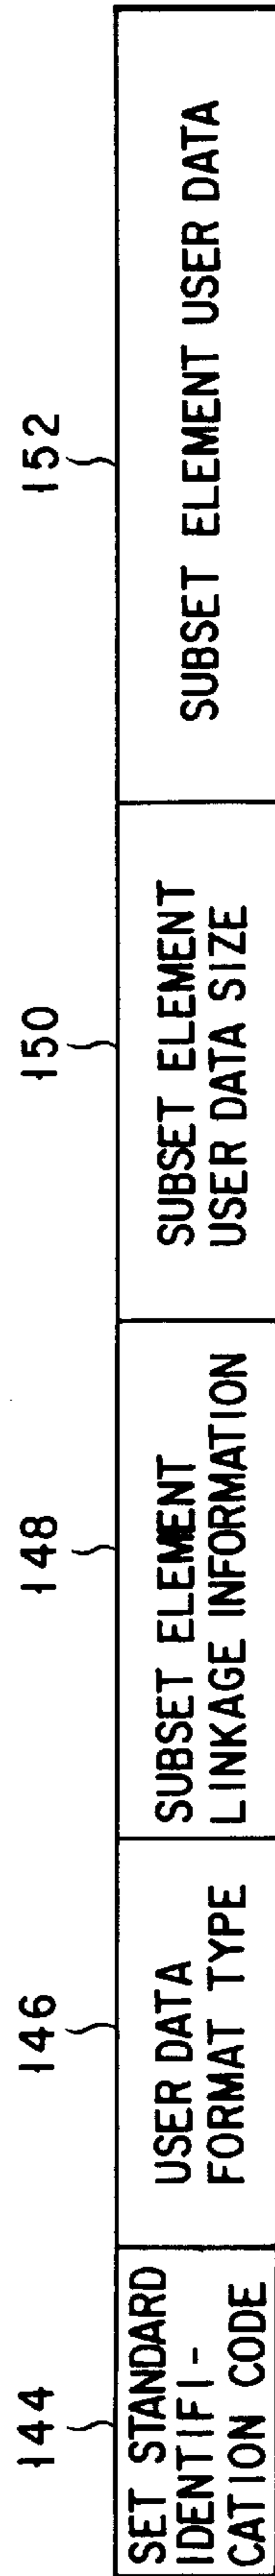 144
146
148
150
152
SET STANDARD
IDENTIFI-
CATION CODE
USER DATA
FORMAT TYPE
SUBSET ELEMENT
LINKAGE INFORMATION
SUBSET ELEMENT
USER DATA SIZE
SUBSET ELEMENT USER DATA